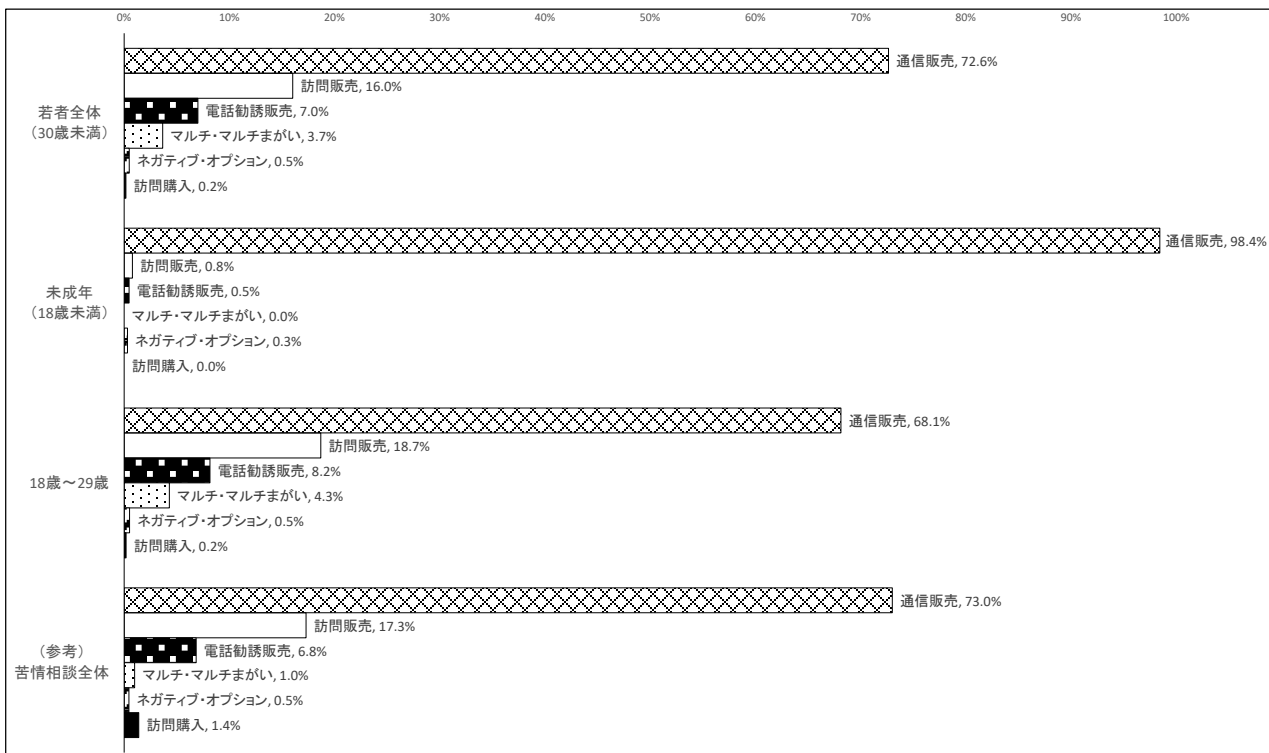 0% 10% 20% 30% 40% 50% 60% 70% 80% 90% 100%
若者全体
（30歳未満）
通信販売, 72.6%
訪問販売, 16.0%
電話勧誘販売, 7.0%
マルチ・マルチまがい, 3.7%
ネガティブ・オプション, 0.5%
訪問購入, 0.2%
未成年
（18歳未満）
通信販売, 98.4%
訪問販売, 0.8%
電話勧誘販売, 0.5%
マルチ・マルチまがい, 0.0%
ネガティブ・オプション, 0.3%
訪問購入, 0.0%
18歳～29歳
通信販売, 68.1%
訪問販売, 18.7%
電話勧誘販売, 8.2%
マルチ・マルチまがい, 4.3%
ネガティブ・オプション, 0.5%
訪問購入, 0.2%
（参考）
苦情相談全体
通信販売, 73.0%
訪問販売, 17.3%
電話勧誘販売, 6.8%
マルチ・マルチまがい, 1.0%
ネガティブ・オプション, 0.5%
訪問購入, 1.4%